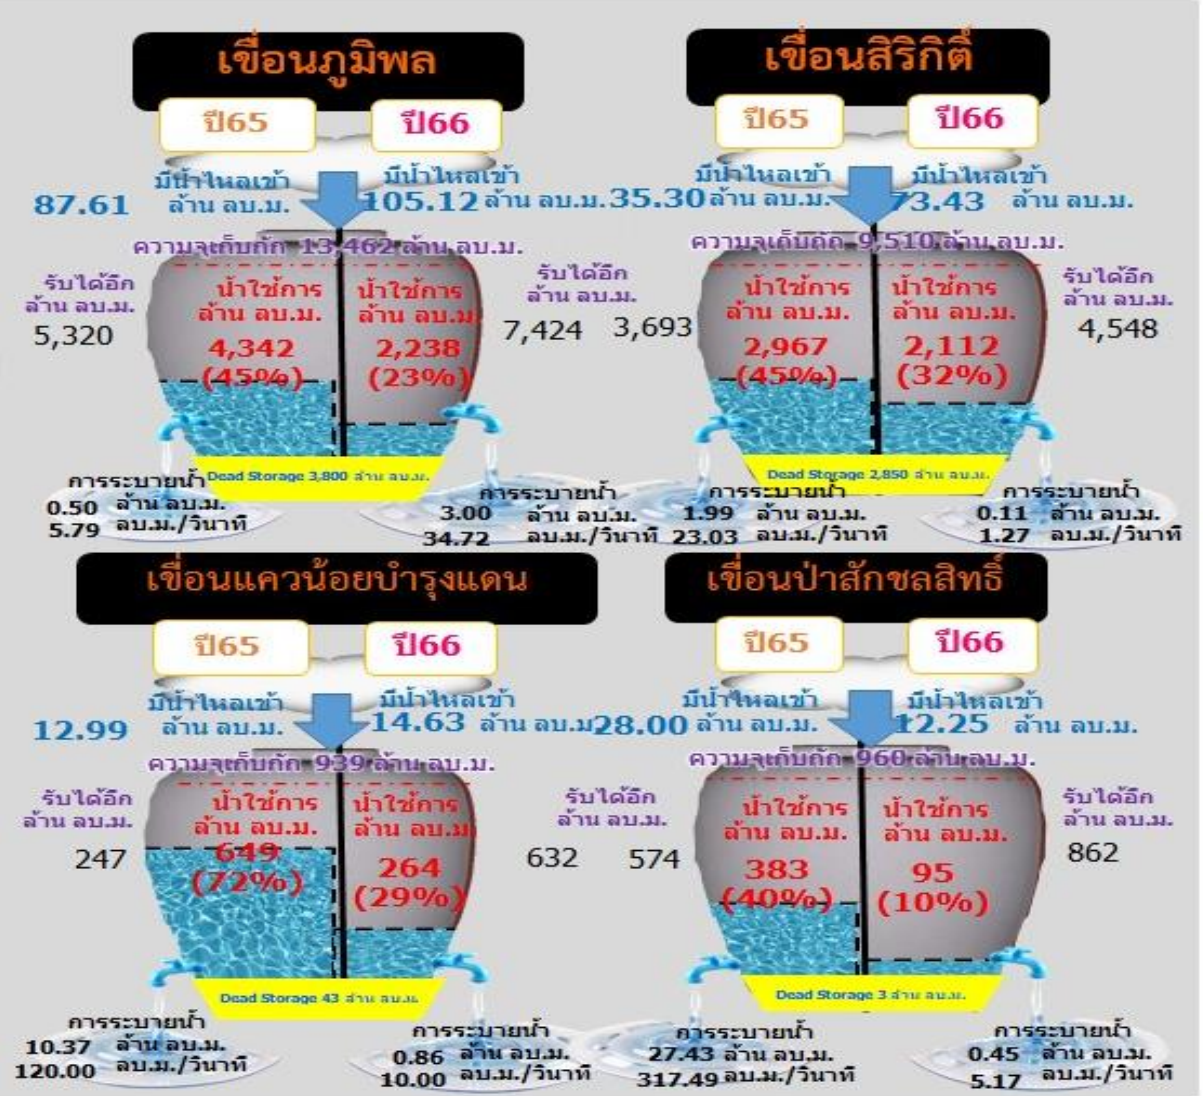 เขื่อนภูมิพล
ปี65 ปี66
มีน้ำไหลเข้า มีน้ำไหลเข้า
87.61 ล้าน ลบ.ม. 105.12 ล้าน ลบ.ม.
ความจุเก็บกัก 13,462 ล้าน ลบ.ม.
รับได้อีก น้ำใช้การ น้ำใช้การ รับได้อีก
ล้าน ลบ.ม. ล้าน ลบ.ม. ล้าน ลบ.ม ล้าน ลบ.ม.
5,320 4,342 2,238 7,424
(45%) (23%)
Dead Storage 3,800 ล้าน ลบ.ม.
การระบายน้ำ การระบายน้ำ
0.50 ล้าน ลบ.ม. 3.00 ล้าน ลบ.ม.
5.79 ลบ.ม./วินาที 34.72 ลบ.ม./วินาที
เขื่อนสิริกิติ์
ปี65 ปี66
มีน้ำไหลเข้า มีน้ำไหลเข้า
35.30 ล้าน ลบ.ม. 73.43 ล้าน ลบ.ม.
ความจุเก็บกัก 9,510 ล้าน ลบ.ม.
น้ำใช้การ น้ำใช้การ รับได้อีก
ล้าน ลบ.ม. ล้าน ลบ.ม. ล้าน ลบ.ม.
3,693 2,967 2,112 4,548
(45%) (32%)
Dead Storage 2,850 ล้าน ลบ.ม.
การระบายน้ำ การระบายน้ำ
1.99 ล้าน ลบ.ม. 0.11 ล้าน ลบ.ม.
23.03 ลบ.ม./วินาที 1.27 ลบ.ม./วินาที
เขื่อนแควน้อยบำรุงแดน
ปี65 ปี66
มีน้ำไหลเข้า มีน้ำไหลเข้า
12.99 ล้าน ลบ.ม. 14.63 ล้าน ลบ.ม.
ความจุเก็บกัก 939 ล้าน ลบ.ม.
รับได้อีก น้ำใช้การ น้ำใช้การ
ล้าน ลบ.ม. ล้าน ลบ.ม. ล้าน ลบ.ม
247 649 264 632
(72%) (29%)
Dead Storage 43 ล้าน ลบ.ม.
การระบายน้ำ การระบายน้ำ
10.37 ล้าน ลบ.ม. 0.86 ล้าน ลบ.ม.
120.00 ลบ.ม./วินาที 10.00 ลบ.ม./วินาที
เขื่อนป่าสักชลสิทธิ์
ปี65 ปี66
มีน้ำไหลเข้า มีน้ำไหลเข้า
28.00 ล้าน ลบ.ม. 12.25 ล้าน ลบ.ม.
ความจุเก็บกัก 960 ล้าน ลบ.ม.
รับได้อีก น้ำใช้การ น้ำใช้การ รับได้อีก
ล้าน ลบ.ม. ล้าน ลบ.ม. ล้าน ลบ.ม. ล้าน ลบ.ม.
574 383 95 862
(40%) (10%)
Dead Storage 3 ล้าน ลบ.ม.
การระบายน้ำ การระบายน้ำ
27.43 ล้าน ลบ.ม. 0.45 ล้าน ลบ.ม.
317.49 ลบ.ม./วินาที 5.17 ลบ.ม./วินาที